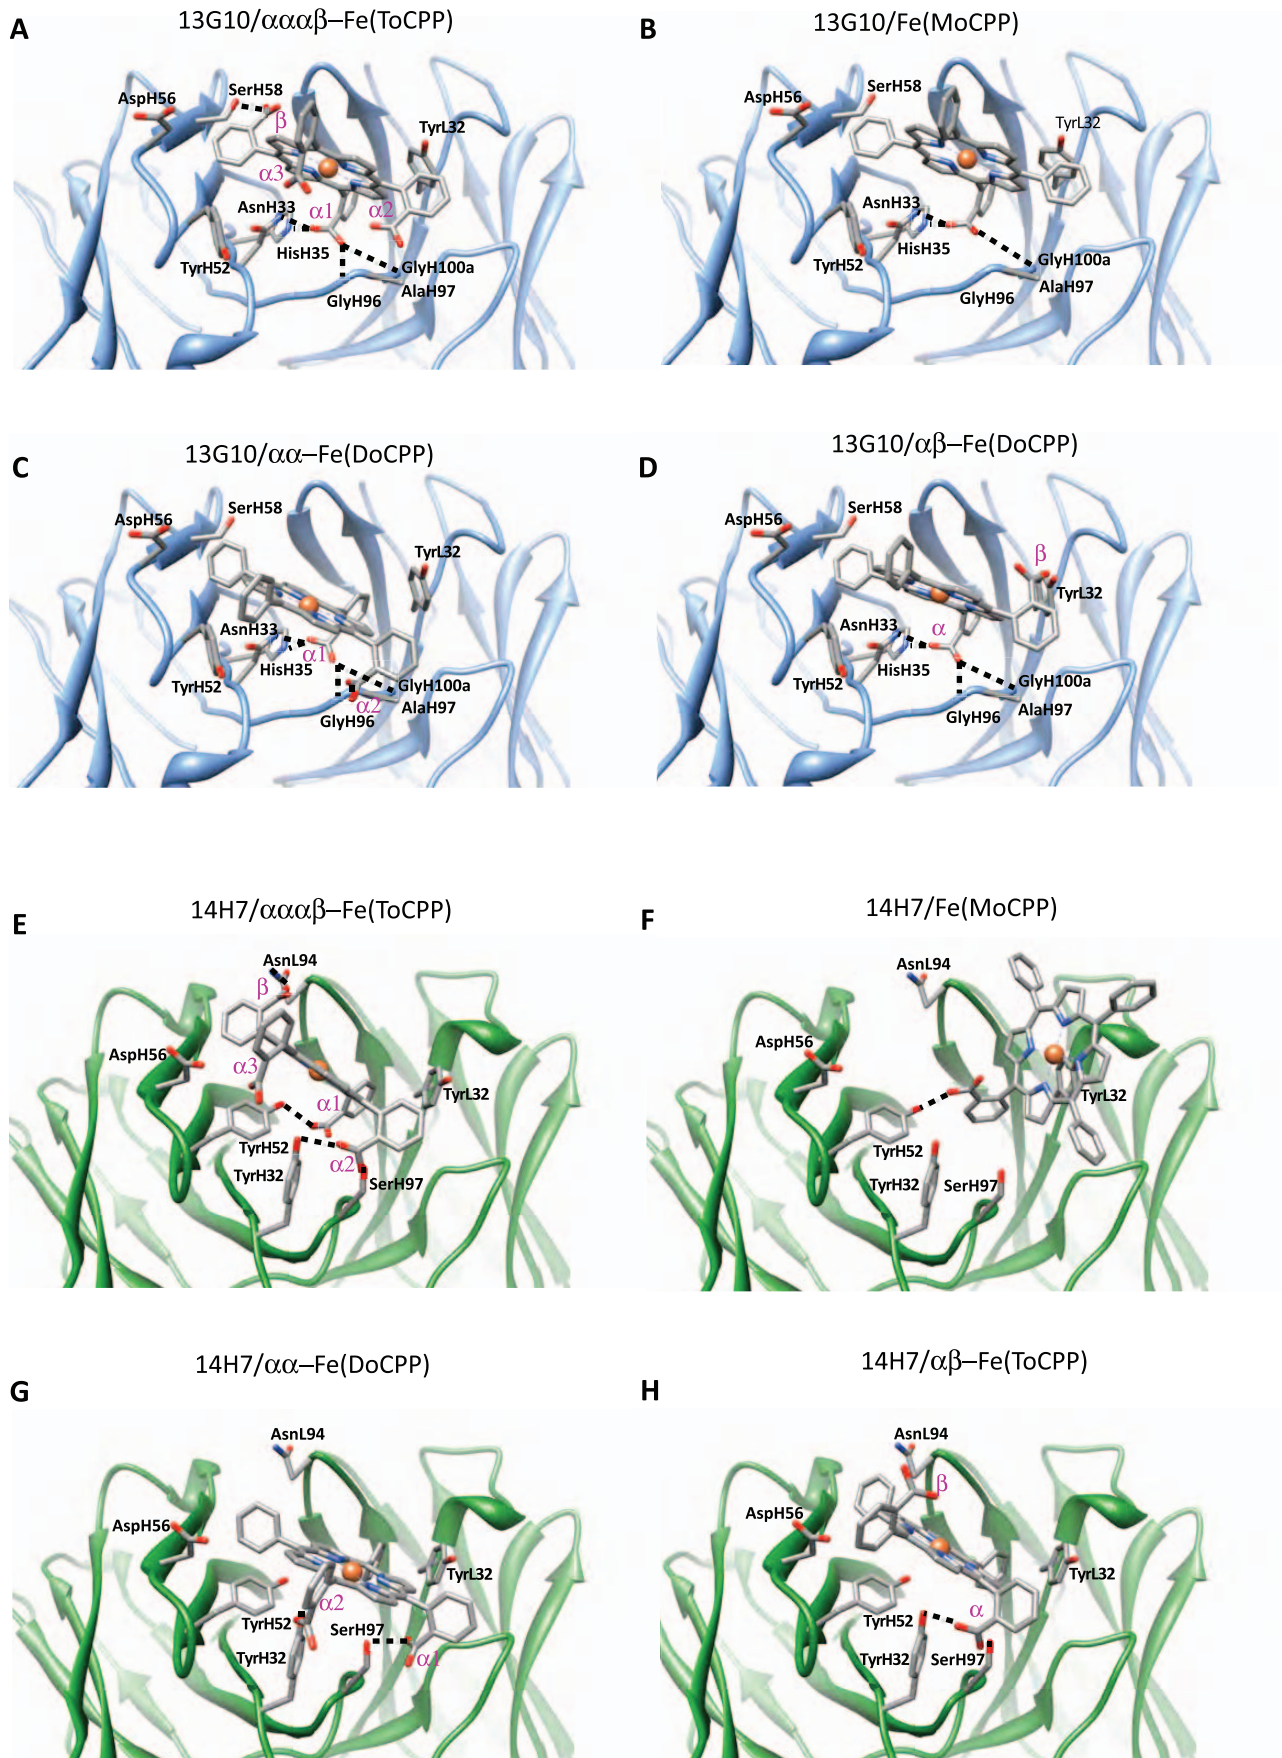 A
13G10/αααβ–Fe(ToCPP)
AspH56
SerH58
β
TyrL32
α3
AsnH33
α1
α2
HisH35
TyrH52
GlyH100a
AlaH97
GlyH96
B
13G10/Fe(MoCPP)
AspH56
SerH58
TyrL32
AsnH33
HisH35
TyrH52
GlyH100a
AlaH97
GlyH96
C
13G10/αα–Fe(DoCPP)
AspH56
SerH58
TyrL32
AsnH33
α1
HisH35
TyrH52
GlyH100a
α2
AlaH97
GlyH96
D
13G10/αβ–Fe(DoCPP)
AspH56
SerH58
β
TyrL32
AsnH33
α
HisH35
TyrH52
GlyH100a
AlaH97
GlyH96
E
14H7/αααβ–Fe(ToCPP)
AsnL94
β
AspH56
α3
TyrL32
α1
TyrH52
α2
TyrH32
SerH97
F
14H7/Fe(MoCPP)
AsnL94
AspH56
TyrL32
TyrH52
TyrH32
SerH97
G
14H7/αα–Fe(DoCPP)
AsnL94
AspH56
TyrL32
α2
TyrH52
SerH97
TyrH32
α1
H
14H7/αβ–Fe(ToCPP)
AsnL94
β
AspH56
TyrL32
α
TyrH52
TyrH32
SerH97